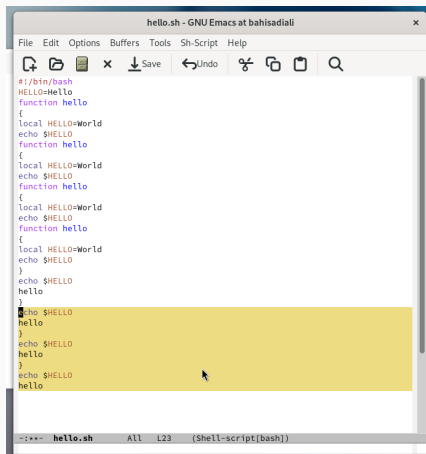 hello.sh - GNU Emacs at bahisadiali
File Edit Options Buffers Tools Sh-Script Help
Save Undo
#!/bin/bash
HELLO=Hello
function hello
{
local HELLO=World
echo $HELLO
function hello
{
local HELLO=World
echo $HELLO
function hello
{
local HELLO=World
echo $HELLO
function hello
{
local HELLO=World
echo $HELLO
}
echo $HELLO
hello
}
echo $HELLO
hello
}
echo $HELLO
hello
}
echo $HELLO
hello
-:**- hello.sh All L23 (Shell-script[bash])